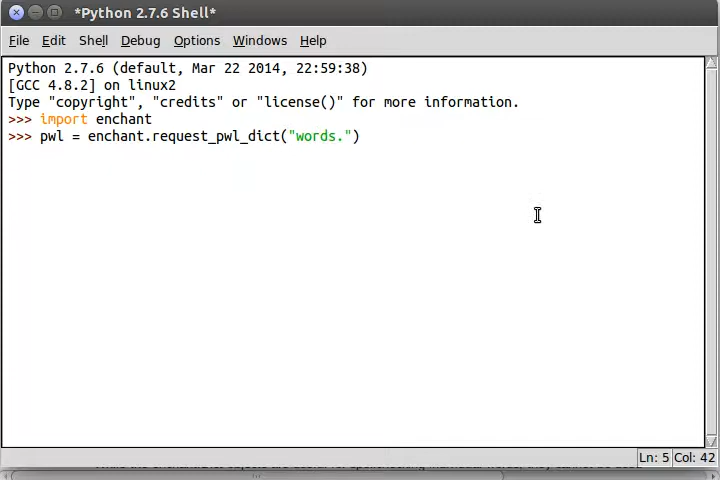 *Python 2.7.6 Shell*
File Edit Shell Debug Options Windows Help
Python 2.7.6 (default, Mar 22 2014, 22:59:38)
[GCC 4.8.2] on linux2
Type "copyright", "credits" or "license()" for more information.
>>> import enchant
>>> pwl = enchant.request_pwl_dict("words.")
Ln: 5 Col: 42